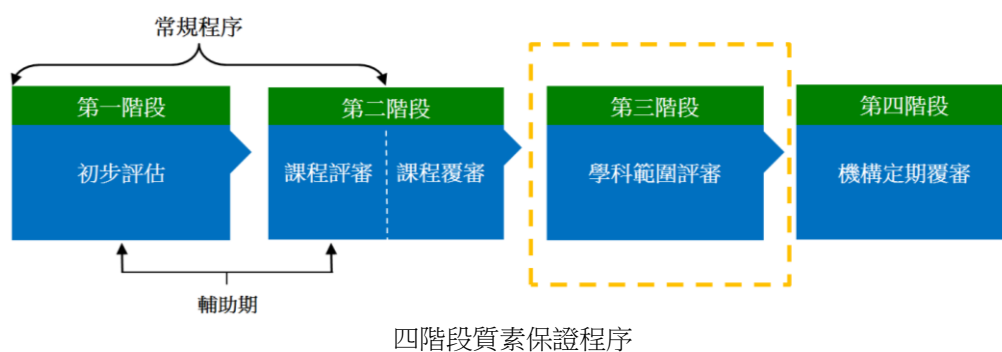 常規程序
第一階段
初步評估
第二階段
課程評審
課程覆審
第三階段
學科範圍評審
第四階段
機構定期覆審
輔助期
四階段質素保證程序